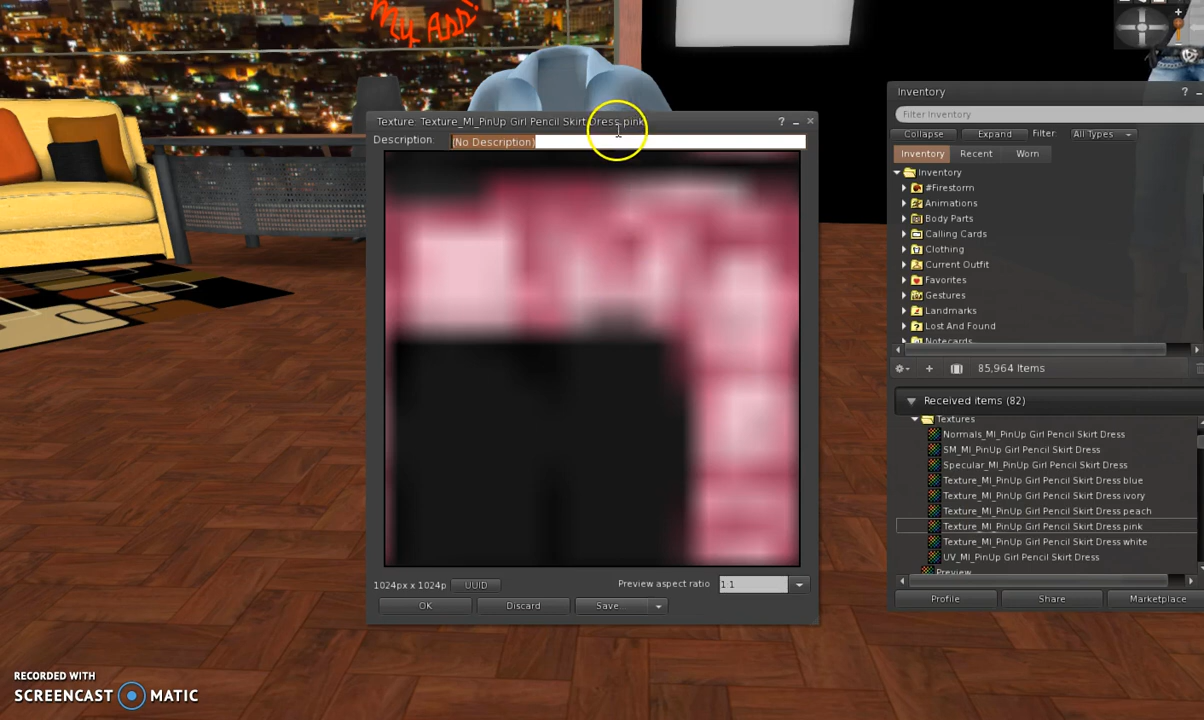 My Ass!
Texture: Texture_MI_PinUp Girl Pencil Skirt Dress pink
Description:
(No Description)
1024px x 1024p
UUID
Preview aspect ratio
1:1
OK
Discard
Save
Inventory
Filter Inventory
Collapse
Expand
Filter
All Types
Inventory
Recent
Worn
Inventory
#Firestorm
Animations
Body Parts
Calling Cards
Clothing
Current Outfit
Favorites
Gestures
Landmarks
Lost And Found
Notecards
85,964 Items
Received items (82)
Textures
Normals_MI_PinUp Girl Pencil Skirt Dress
SM_MI_PinUp Girl Pencil Skirt Dress
Specular_MI_PinUp Girl Pencil Skirt Dress
Texture_MI_PinUp Girl Pencil Skirt Dress blue
Texture_MI_PinUp Girl Pencil Skirt Dress ivory
Texture_MI_PinUp Girl Pencil Skirt Dress peach
Texture_MI_PinUp Girl Pencil Skirt Dress pink
Texture_MI_PinUp Girl Pencil Skirt Dress white
UV_MI_PinUp Girl Pencil Skirt Dress
Preview
Profile
Share
Marketplace
RECORDED WITH
SCREENCAST MATIC